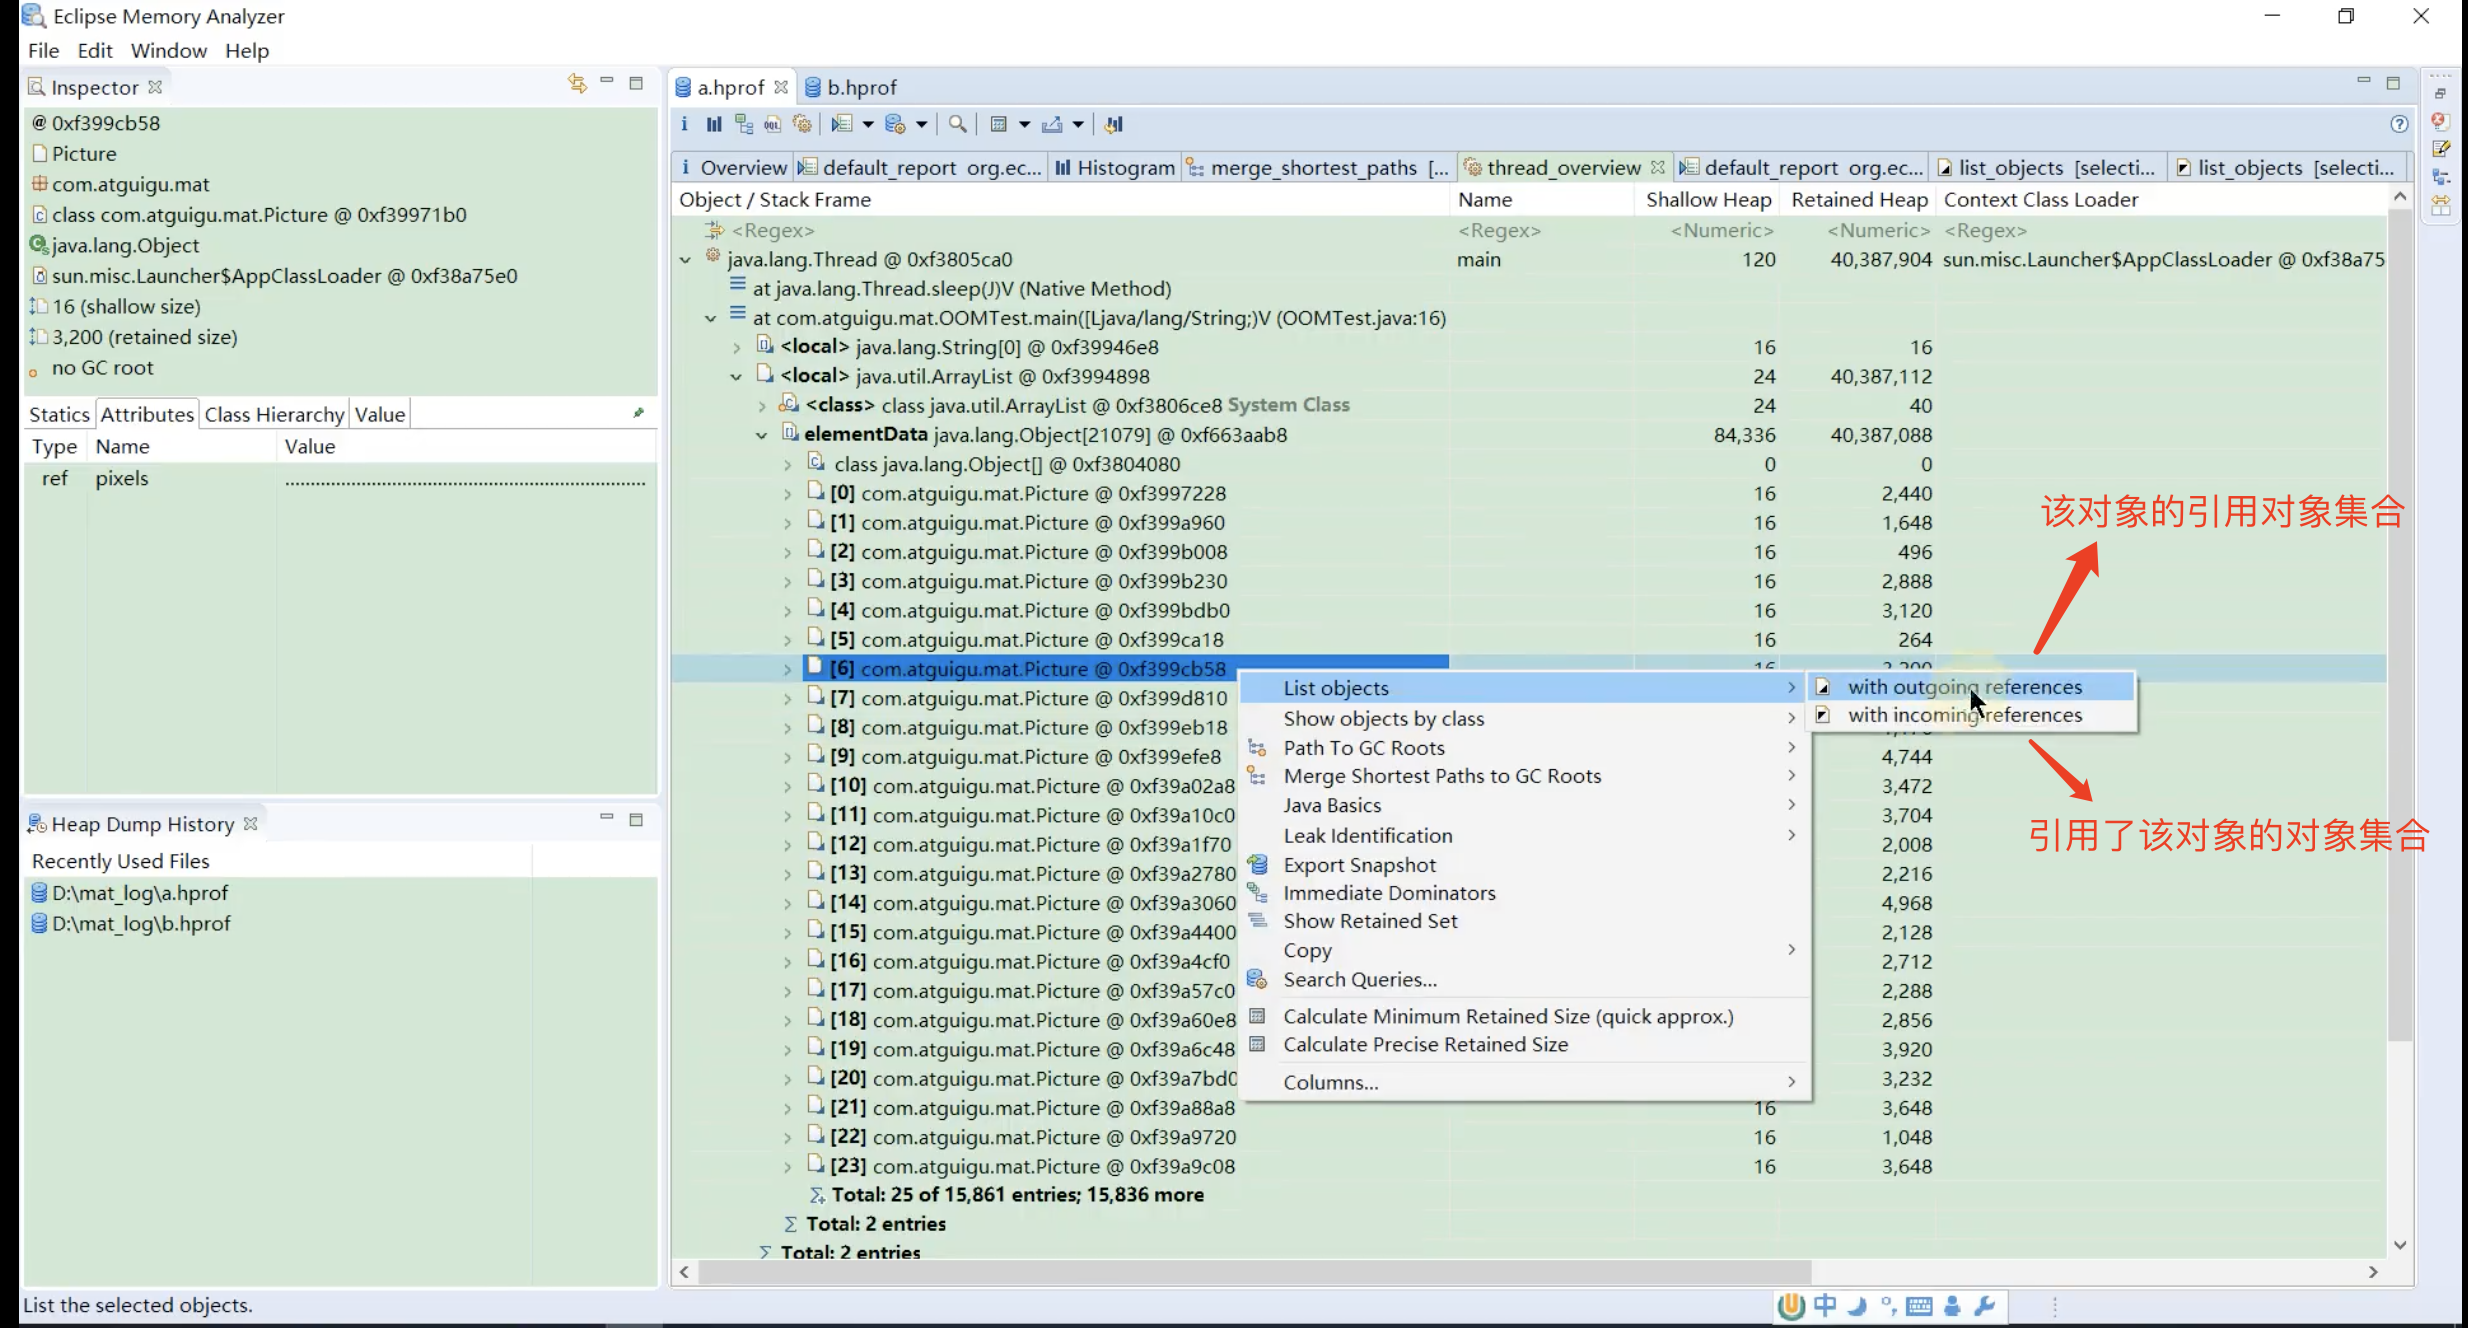 Eclipse Memory Analyzer
File Edit Window Help
Inspector
@ 0xf399cb58
Picture
com.atguigu.mat
class com.atguigu.mat.Picture @ 0xf39971b0
java.lang.Object
sun.misc.Launcher$AppClassLoader @ 0xf38a75e0
16 (shallow size)
3,200 (retained size)
no GC root
Statics Attributes Class Hierarchy Value
Type Name Value
ref pixels
Heap Dump History
Recently Used Files
D:\mat_log\a.hprof
D:\mat_log\b.hprof
a.hprof b.hprof
i Overview default_report org.ec... Histogram merge_shortest_paths [... thread_overview default_report org.ec... list_objects [selecti... list_objects [selecti...
Object / Stack Frame Name Shallow Heap Retained Heap Context Class Loader
<Regex> <Regex> <Numeric> <Numeric> <Regex>
java.lang.Thread @ 0xf3805ca0 main 120 40,387,904 sun.misc.Launcher$AppClassLoader @ 0xf38a75
at java.lang.Thread.sleep(J)V (Native Method)
at com.atguigu.mat.OOMTest.main([Ljava/lang/String;)V (OOMTest.java:16)
<local> java.lang.String[0] @ 0xf39946e8 16 16
<local> java.util.ArrayList @ 0xf3994898 24 40,387,112
<class> class java.util.ArrayList @ 0xf3806ce8 System Class 24 40
elementData java.lang.Object[21079] @ 0xf663aab8 84,336 40,387,088
class java.lang.Object[] @ 0xf3804080 0 0
[0] com.atguigu.mat.Picture @ 0xf3997228 16 2,440
[1] com.atguigu.mat.Picture @ 0xf399a960 16 1,648
[2] com.atguigu.mat.Picture @ 0xf399b008 16 496
[3] com.atguigu.mat.Picture @ 0xf399b230 16 2,888
[4] com.atguigu.mat.Picture @ 0xf399bdb0 16 3,120
[5] com.atguigu.mat.Picture @ 0xf399ca18 16 264
[6] com.atguigu.mat.Picture @ 0xf399cb58 16 3,200
[7] com.atguigu.mat.Picture @ 0xf399d810
[8] com.atguigu.mat.Picture @ 0xf399eb18
[9] com.atguigu.mat.Picture @ 0xf399efe8 4,744
[10] com.atguigu.mat.Picture @ 0xf39a02a8 3,472
[11] com.atguigu.mat.Picture @ 0xf39a10c0 3,704
[12] com.atguigu.mat.Picture @ 0xf39a1f70 2,008
[13] com.atguigu.mat.Picture @ 0xf39a2780 2,216
[14] com.atguigu.mat.Picture @ 0xf39a3060 4,968
[15] com.atguigu.mat.Picture @ 0xf39a4400 2,128
[16] com.atguigu.mat.Picture @ 0xf39a4cf0 2,712
[17] com.atguigu.mat.Picture @ 0xf39a57c0 2,288
[18] com.atguigu.mat.Picture @ 0xf39a60e8 2,856
[19] com.atguigu.mat.Picture @ 0xf39a6c48 3,920
[20] com.atguigu.mat.Picture @ 0xf39a7bd0 3,232
[21] com.atguigu.mat.Picture @ 0xf39a88a8 16 3,648
[22] com.atguigu.mat.Picture @ 0xf39a9720 16 1,048
[23] com.atguigu.mat.Picture @ 0xf39a9c08 16 3,648
Total: 25 of 15,861 entries; 15,836 more
Total: 2 entries
Total: 2 entries
List objects
Show objects by class
Path To GC Roots
Merge Shortest Paths to GC Roots
Java Basics
Leak Identification
Export Snapshot
Immediate Dominators
Show Retained Set
Copy
Search Queries...
Calculate Minimum Retained Size (quick approx.)
Calculate Precise Retained Size
Columns...
with outgoing references
with incoming references
该对象的引用对象集合
引用了该对象的对象集合
List the selected objects.
中